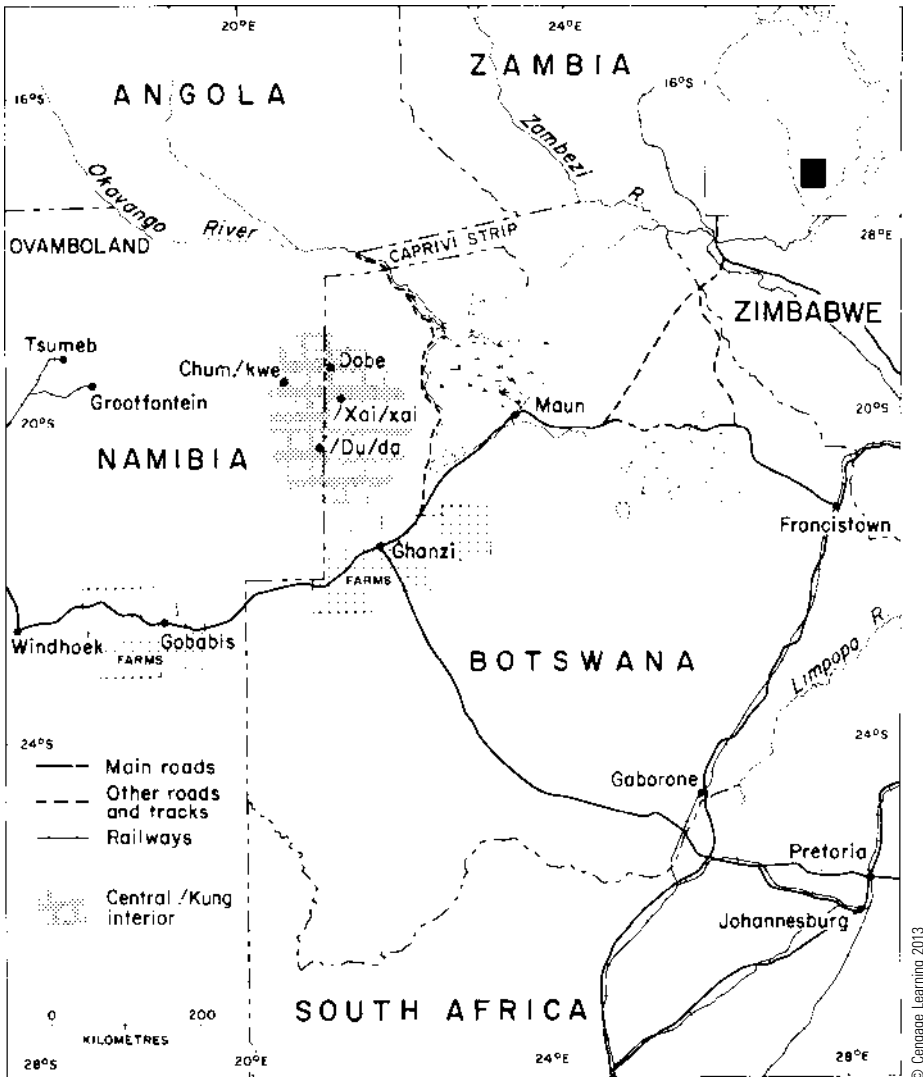 20°E
24°E
ZAMBIA
ANGOLA
16°S
16°S
Zambezi
R.
Okavango
River
28°E
OVAMBOLAND
CAPRIVI STRIP
ZIMBABWE
Tsumeb
Chum./kwe
Dobe
Grootfontein
/Xai/xai
Maun
20°S
20°S
/Du/da
NAMIBIA
Francistown
Ghanzi
FARMS
Windhoek
Gobabis
FARMS
BOTSWANA
Limpopo R.
24°S
24°S
Main roads
Other roads
and tracks
Railways
Central /Kung
interior
Gaborone
Pretoria
Johannesburg
SOUTH AFRICA
0 200
KILOMETRES
28°S
20°E
24°E
28°E
© Cengage Learning 2013